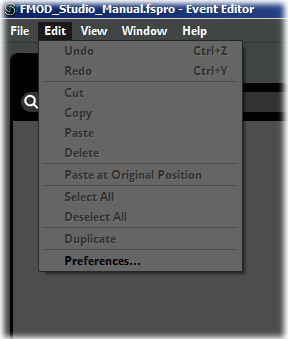 FMOD_Studio_Manual.fspro - Event Editor
File Edit View Window Help
Undo Ctrl+Z
Redo Ctrl+Y
Cut
Copy
Paste
Delete
Paste at Original Position
Select All
Deselect All
Duplicate
Preferences...